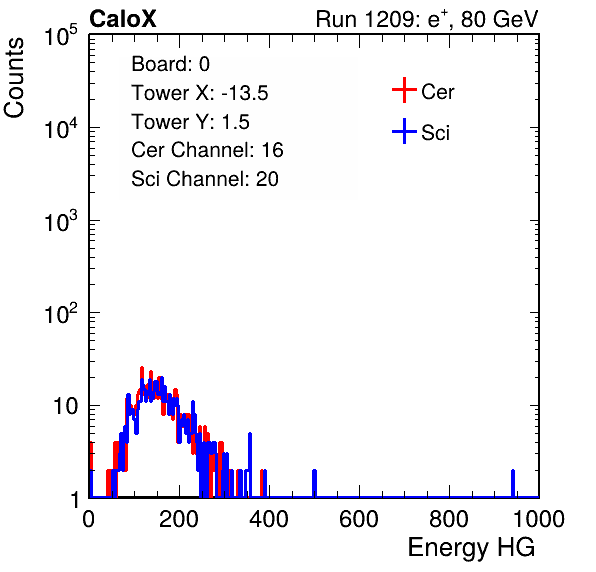 CaloX Run 1209: e⁺, 80 GeV
Counts
Board: 0
Tower X: -13.5
Tower Y: 1.5
Cer Channel: 16
Sci Channel: 20
Cer
Sci
10⁵
10⁴
10³
10²
10
1
0 200 400 600 800 1000
Energy HG